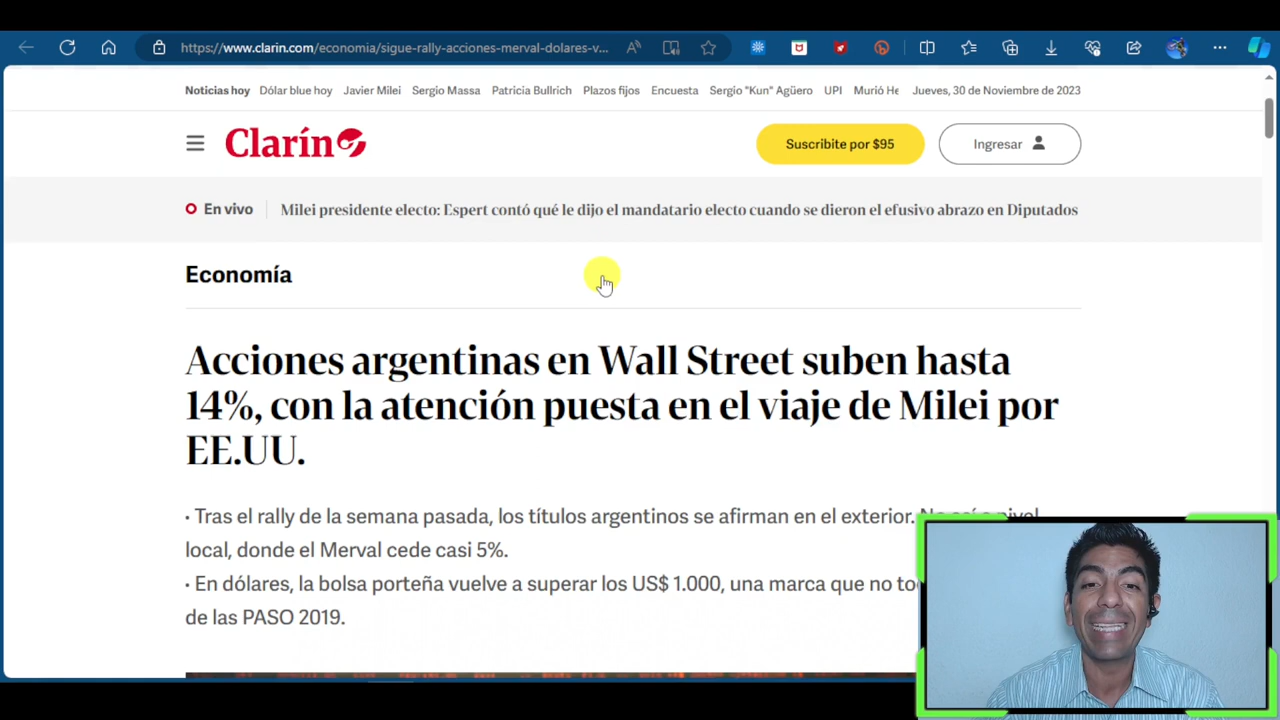 https://www.clarin.com/economia/sigue-rally-acciones-merval-dolares-v...
Noticias hoy Dólar blue hoy Javier Milei Sergio Massa Patricia Bullrich Plazos fijos Encuesta Sergio "Kun" Agüero UPI Murió He Jueves, 30 de Noviembre de 2023
Clarín
Suscribite por $95
Ingresar
En vivo Milei presidente electo: Espert contó qué le dijo el mandatario electo cuando se dieron el efusivo abrazo en Diputados
Economía
Acciones argentinas en Wall Street suben hasta
14%, con la atención puesta en el viaje de Milei por
EE.UU.
· Tras el rally de la semana pasada, los títulos argentinos se afirman en el exterior.
local, donde el Merval cede casi 5%.
· En dólares, la bolsa porteña vuelve a superar los US$ 1.000, una marca que no
de las PASO 2019.